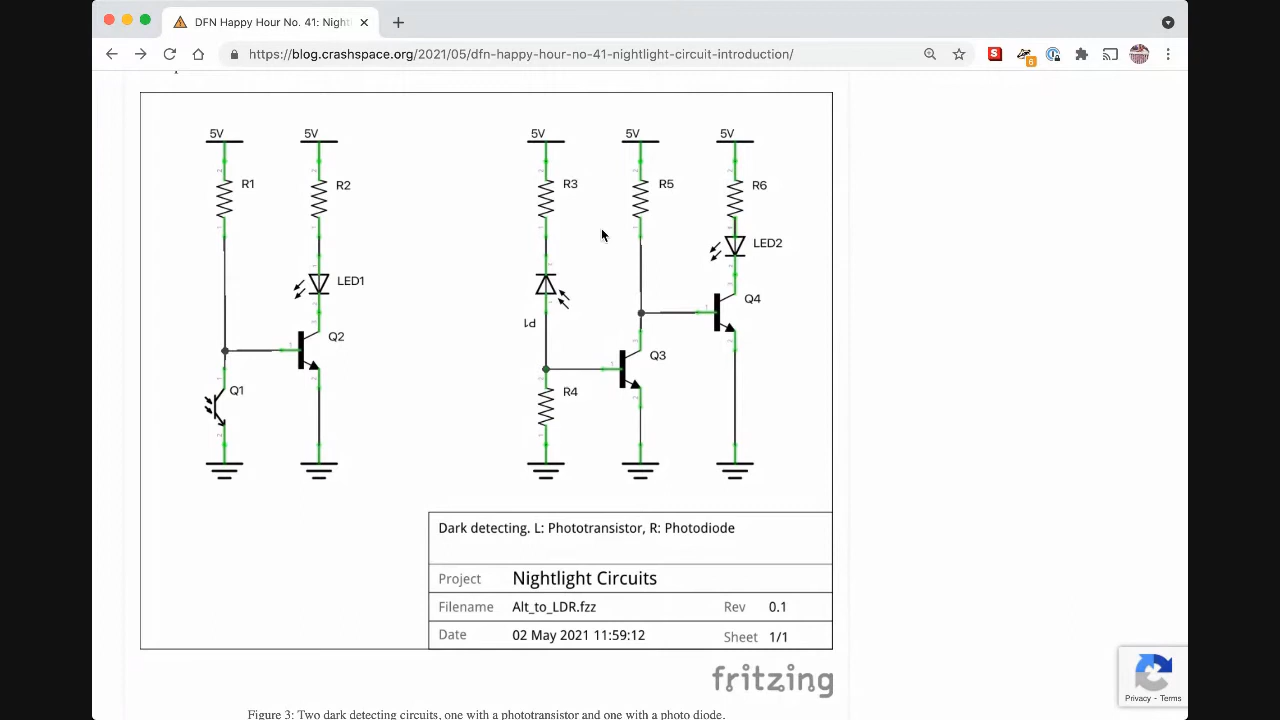 DFN Happy Hour No. 41: Nightl
https://blog.crashspace.org/2021/05/dfn-happy-hour-no-41-nightlight-circuit-introduction/
S
6
5V 5V 5V 5V 5V
R1 R2 R3 R5 R6
LED2
LED1
Q4
P1
Q2
Q3
Q1
R4
Dark detecting. L: Phototransistor, R: Photodiode
Project Nightlight Circuits
Filename Alt_to_LDR.fzz Rev 0.1
Date 02 May 2021 11:59:12 Sheet 1/1
fritzing
Privacy - Terms
Figure 3: Two dark detecting circuits, one with a phototransistor and one with a photo diode.